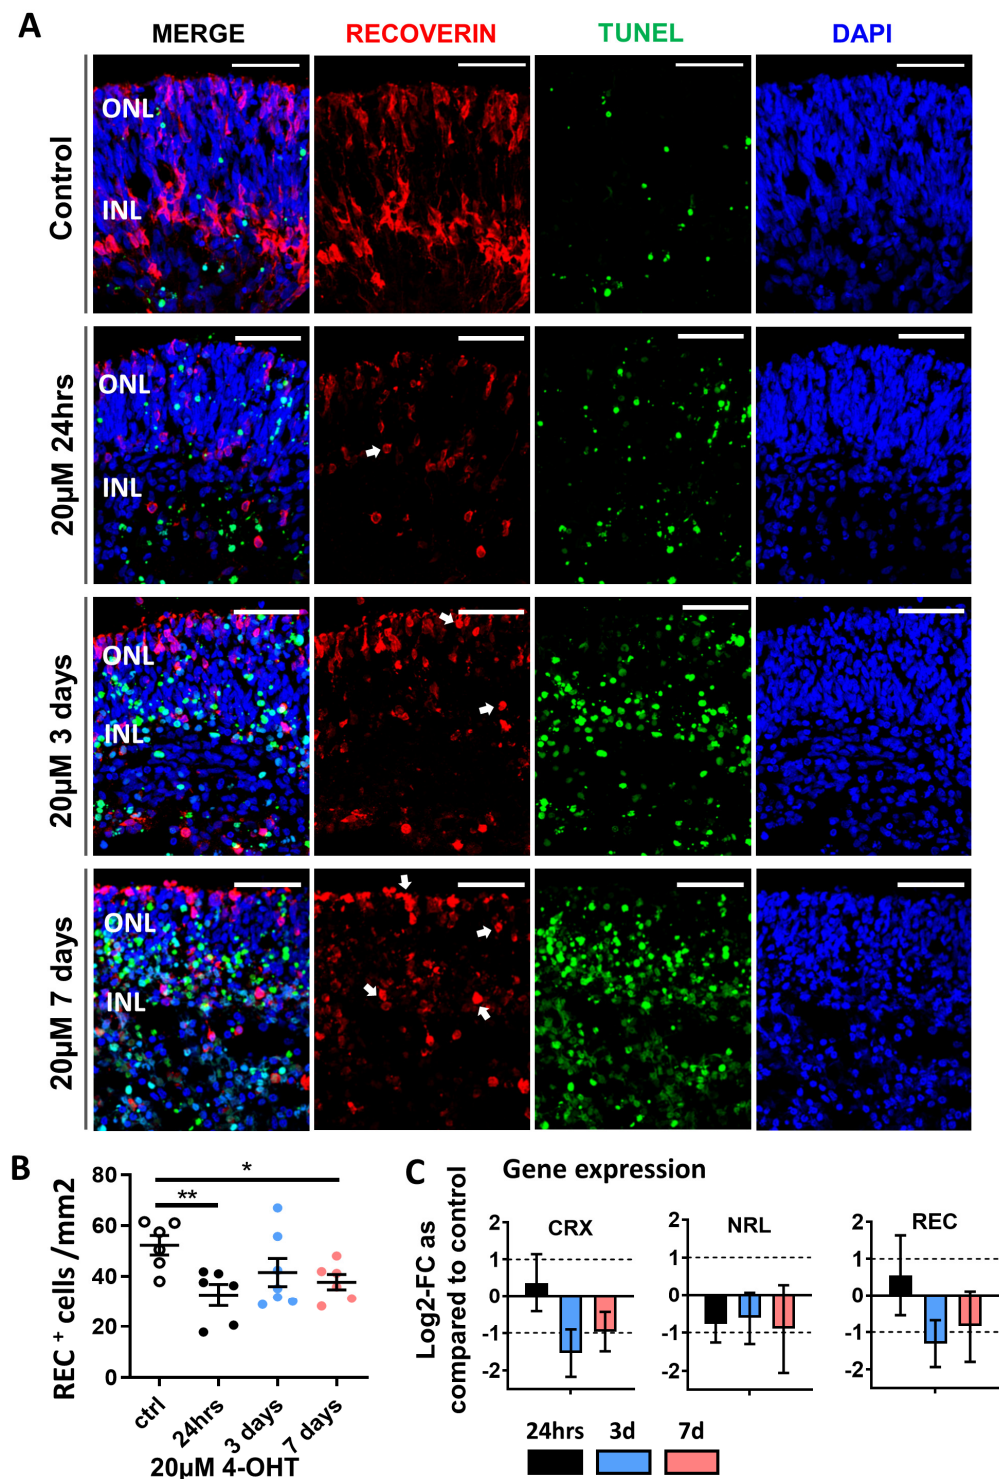 A
MERGE RECOVERIN TUNEL DAPI
Control
ONL
INL
20µM 24hrs
ONL
INL
20µM 3 days
ONL
INL
20µM 7 days
ONL
INL
B
REC + cells /mm2
80
60
40
20
0
*
**
ctrl 24hrs 3 days 7 days
20µM 4-OHT
C
Gene expression
Log2-FC as
compared to control
CRX
2
1
0
-1
-2
NRL
2
1
0
-1
-2
REC
2
1
0
-1
-2
24hrs 3d 7d